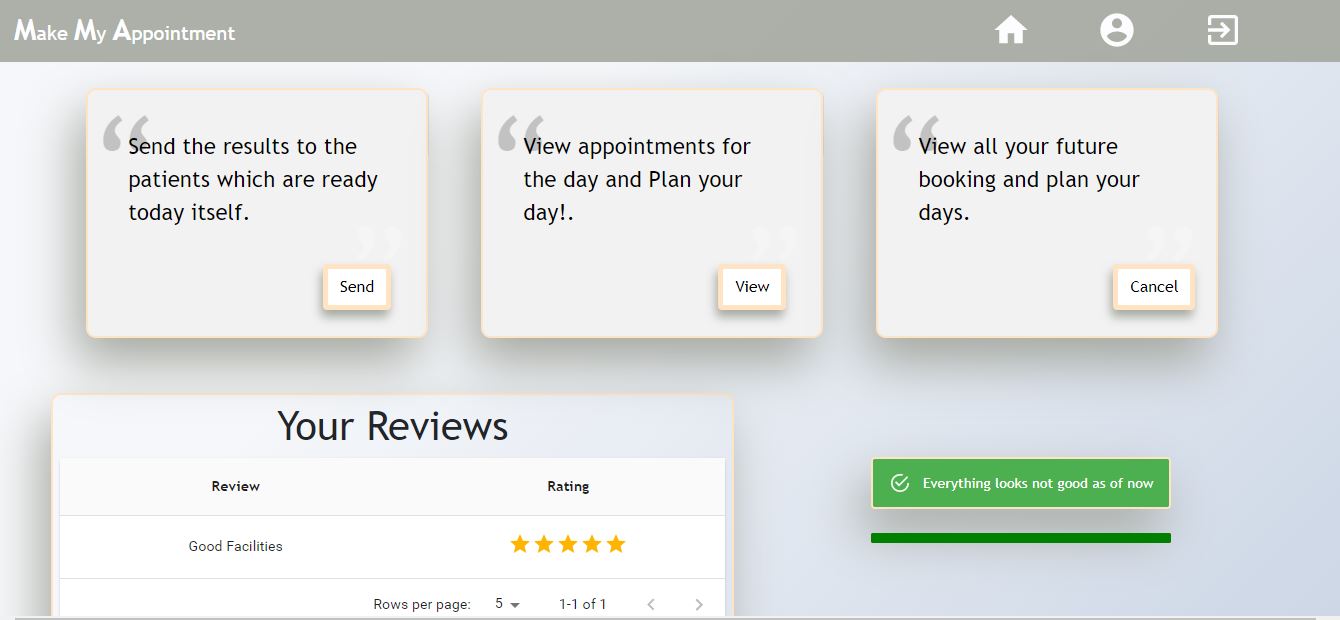 Make My Appointment
“
Send the results to the
patients which are ready
today itself.
”
Send
“
View appointments for
the day and Plan your
day!.
”
View
“
View all your future
booking and plan your
days.
”
Cancel
Your Reviews
Review Rating
Good Facilities
Rows per page: 5 1-1 of 1
Everything looks not good as of now